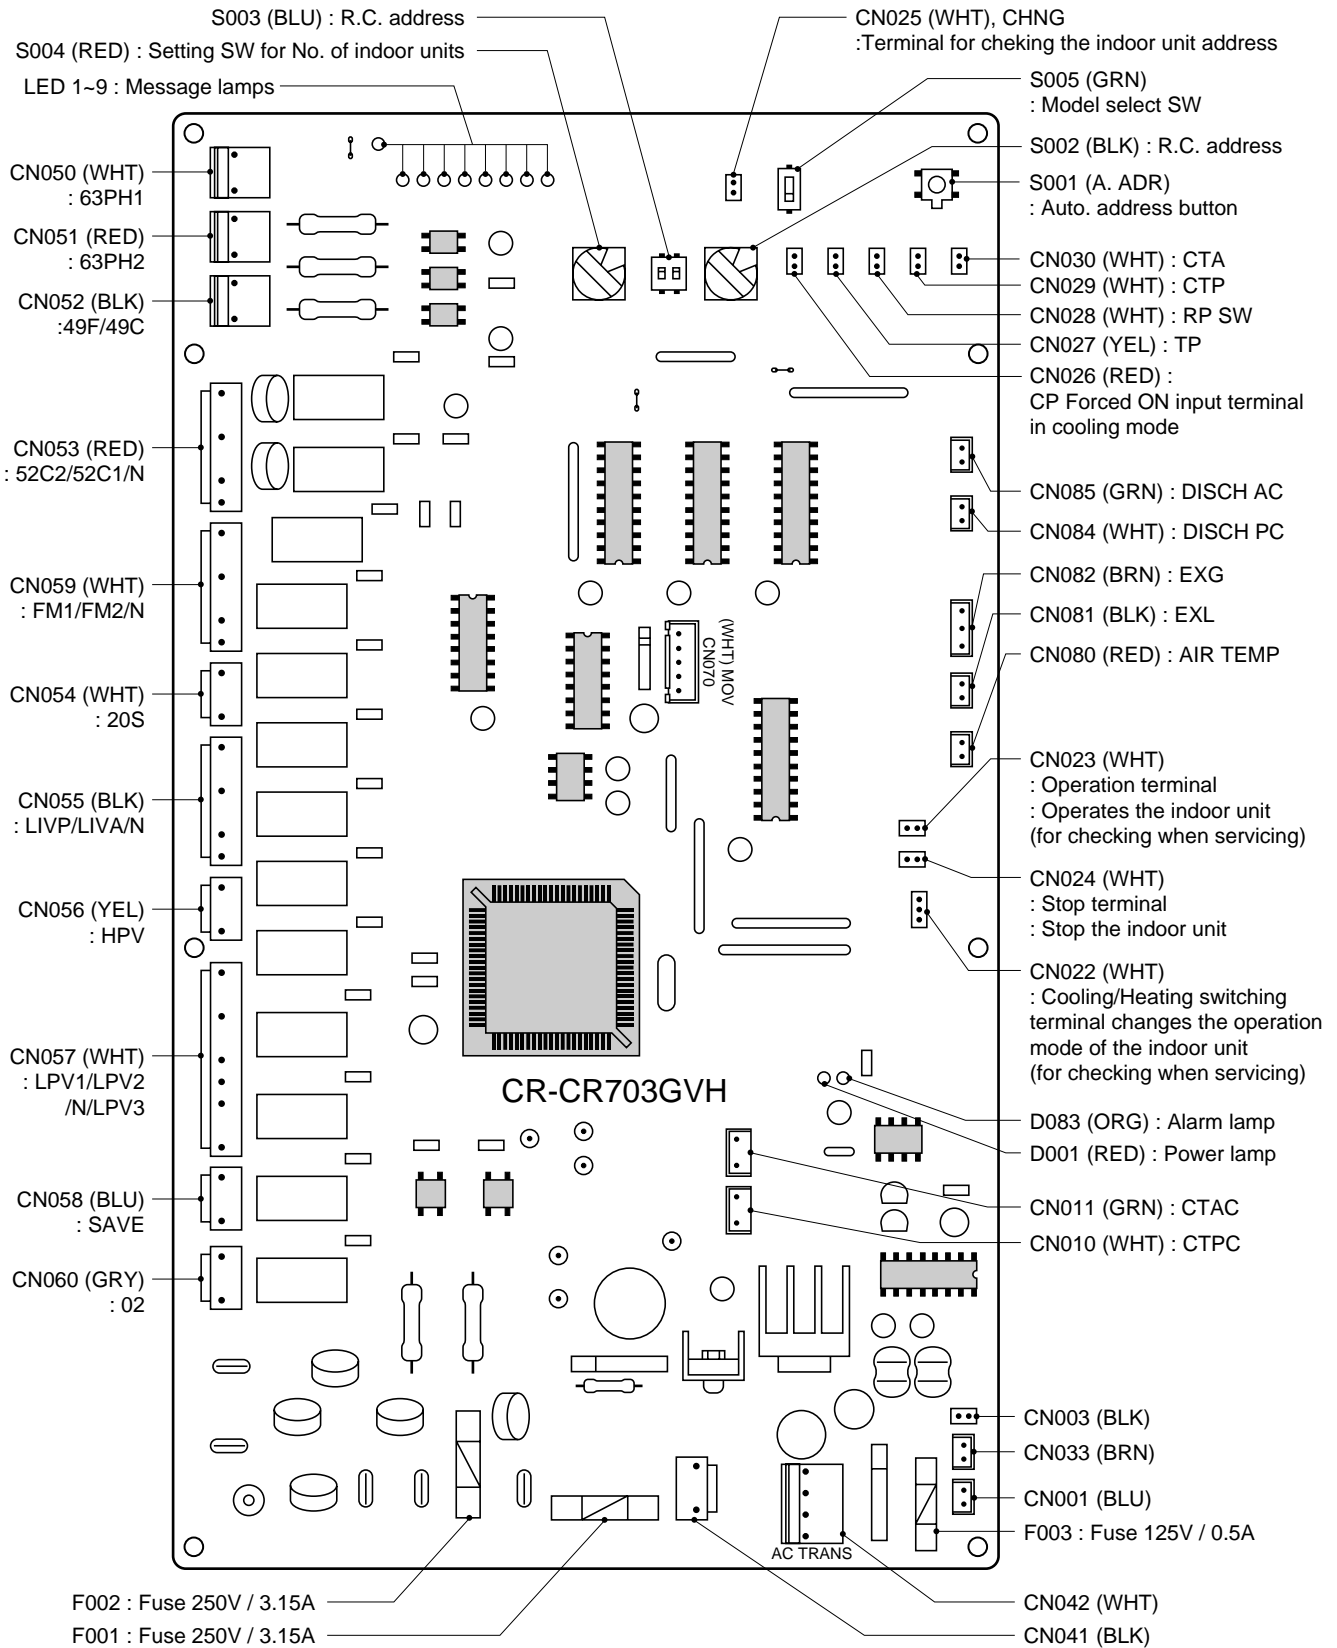 S003 (BLU) : R.C. address
S004 (RED) : Setting SW for No. of indoor units
LED 1~9 : Message lamps
CN050 (WHT)
: 63PH1
CN051 (RED)
: 63PH2
CN052 (BLK)
:49F/49C
CN053 (RED)
: 52C2/52C1/N
CN059 (WHT)
: FM1/FM2/N
CN054 (WHT)
: 20S
CN055 (BLK)
: LIVP/LIVA/N
CN056 (YEL)
: HPV
CN057 (WHT)
: LPV1/LPV2
/N/LPV3
CN058 (BLU)
: SAVE
CN060 (GRY)
: 02
F002 : Fuse 250V / 3.15A
F001 : Fuse 250V / 3.15A
(WHT) MOV
CN070
CR-CR703GVH
AC TRANS
CN025 (WHT), CHNG
:Terminal for cheking the indoor unit address
S005 (GRN)
: Model select SW
S002 (BLK) : R.C. address
S001 (A. ADR)
: Auto. address button
CN030 (WHT) : CTA
CN029 (WHT) : CTP
CN028 (WHT) : RP SW
CN027 (YEL) : TP
CN026 (RED) :
CP Forced ON input terminal
in cooling mode
CN085 (GRN) : DISCH AC
CN084 (WHT) : DISCH PC
CN082 (BRN) : EXG
CN081 (BLK) : EXL
CN080 (RED) : AIR TEMP
CN023 (WHT)
: Operation terminal
: Operates the indoor unit
(for checking when servicing)
CN024 (WHT)
: Stop terminal
: Stop the indoor unit
CN022 (WHT)
: Cooling/Heating switching
terminal changes the operation
mode of the indoor unit
(for checking when servicing)
D083 (ORG) : Alarm lamp
D001 (RED) : Power lamp
CN011 (GRN) : CTAC
CN010 (WHT) : CTPC
CN003 (BLK)
CN033 (BRN)
CN001 (BLU)
F003 : Fuse 125V / 0.5A
CN042 (WHT)
CN041 (BLK)